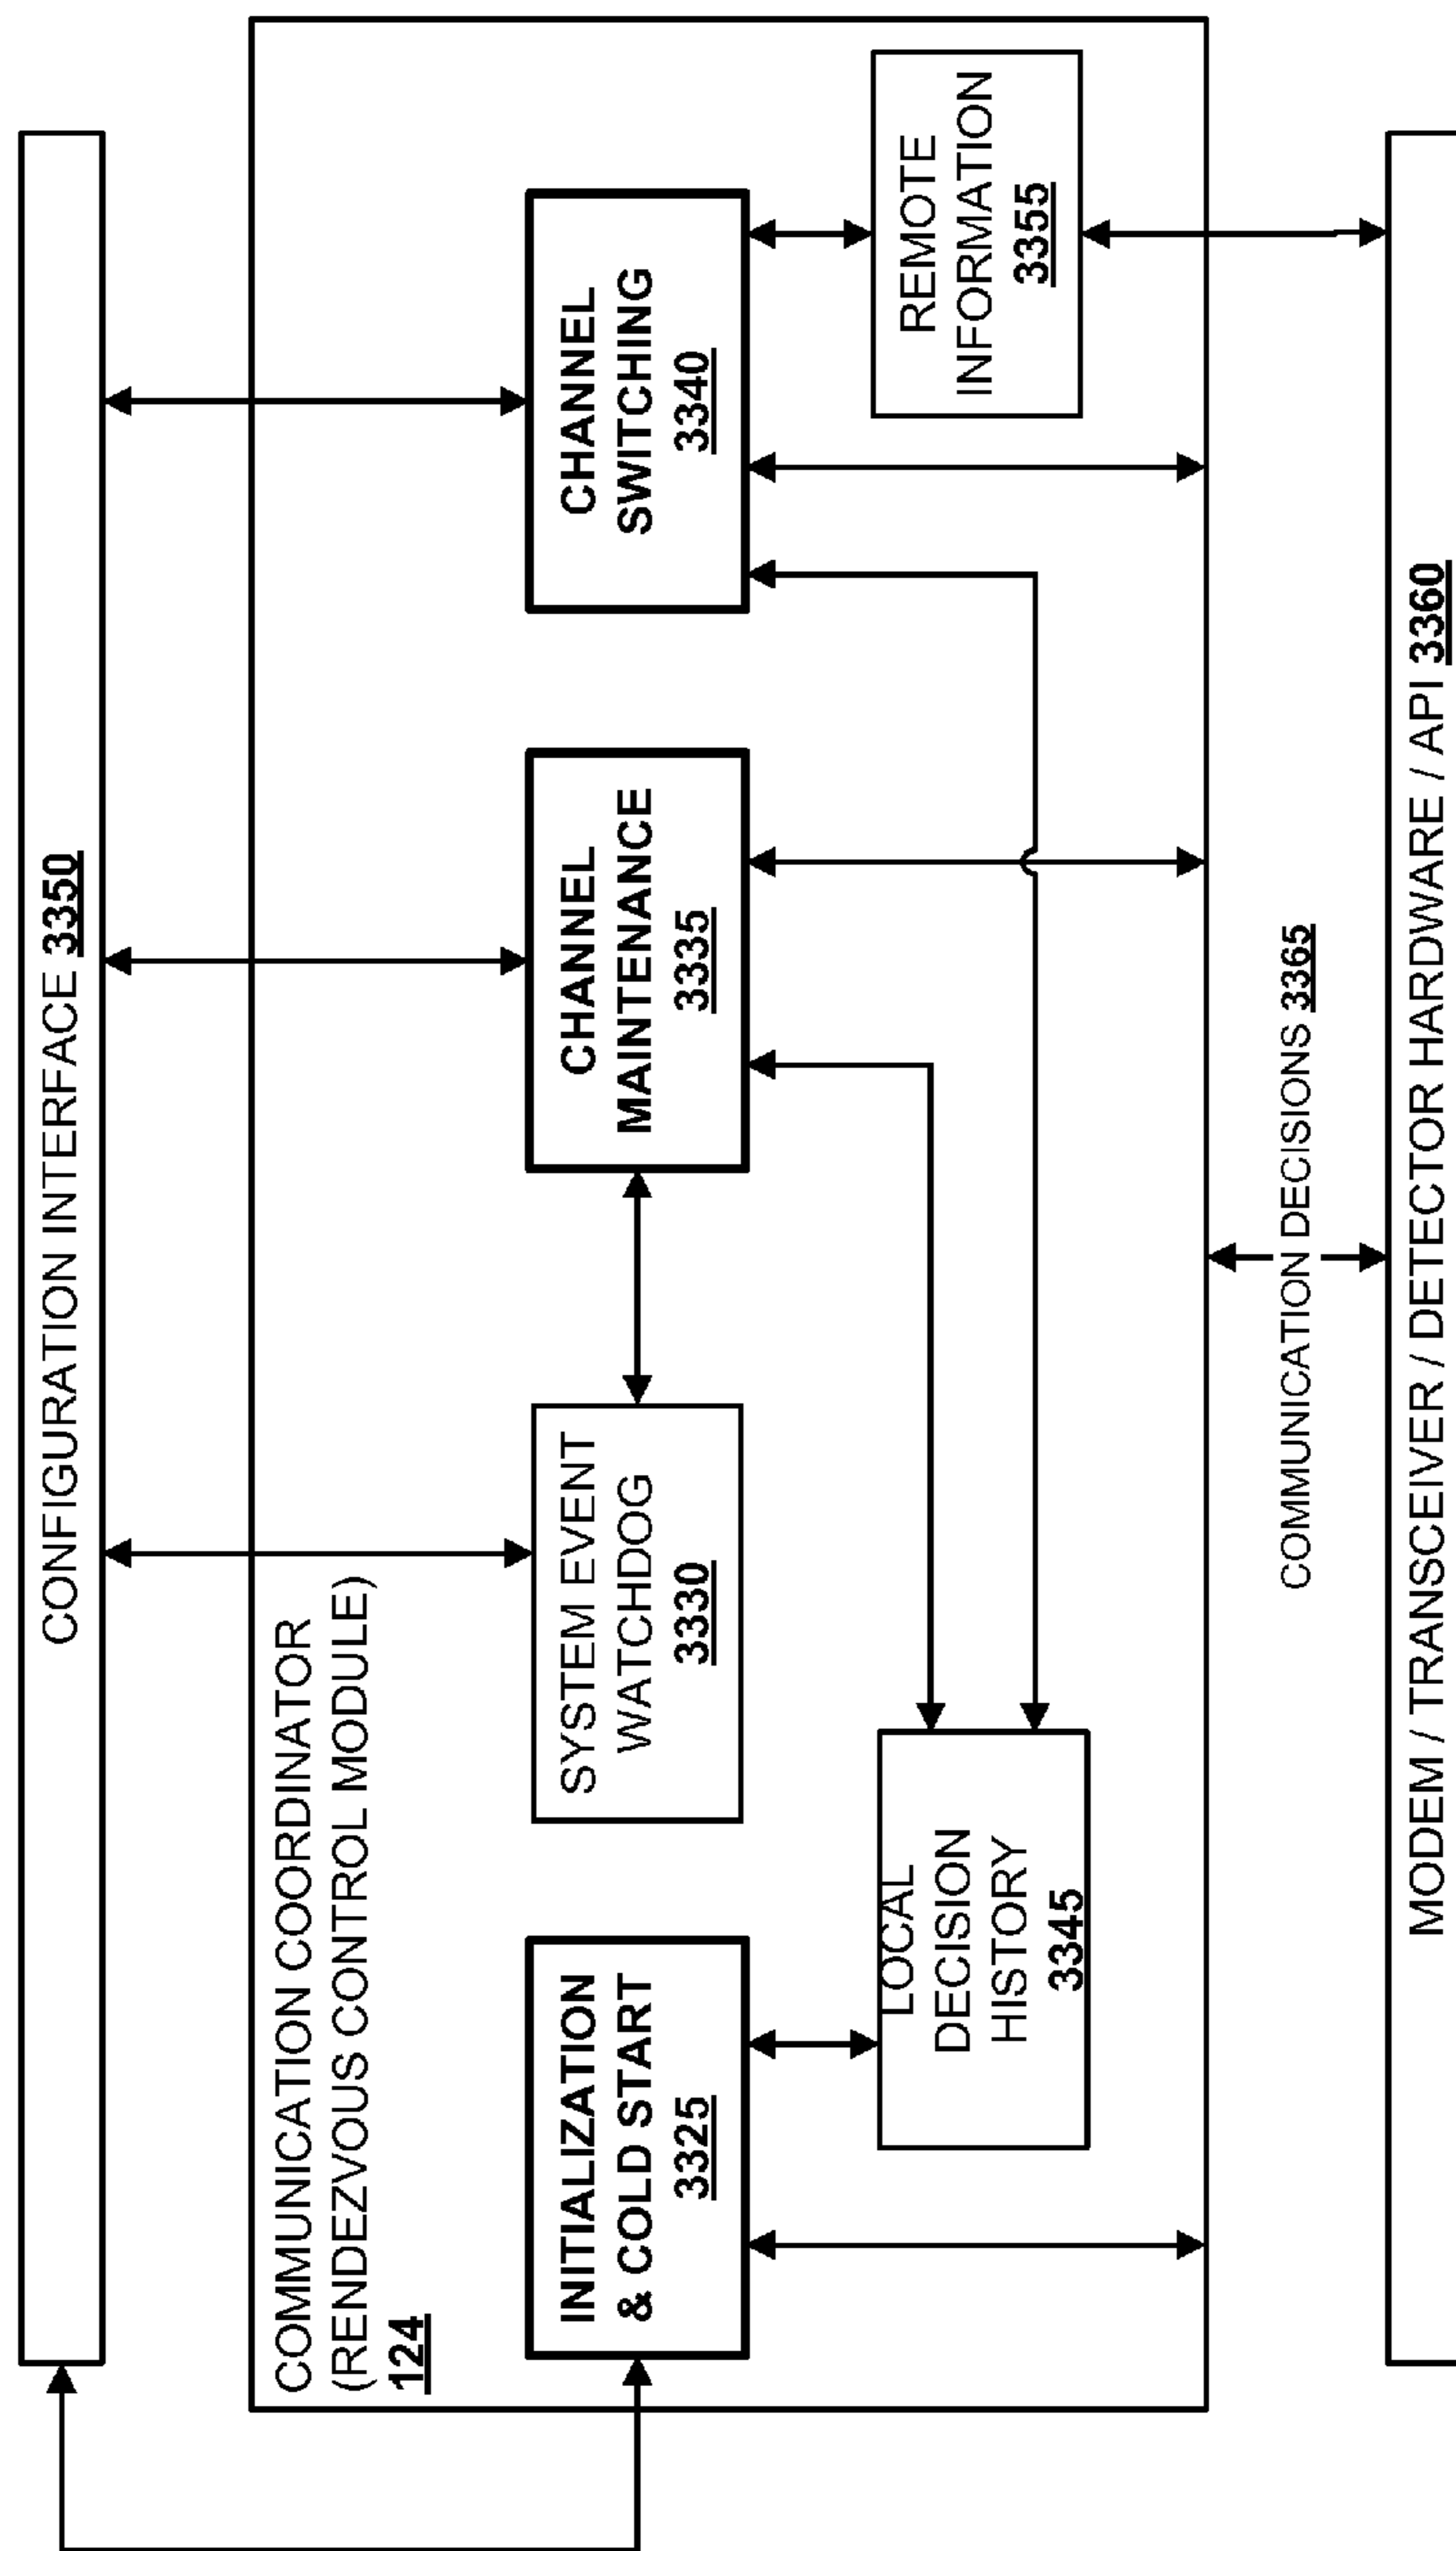 CONFIGURATION INTERFACE 3350
COMMUNICATION COORDINATOR
(RENDEZVOUS CONTROL MODULE)
124
INITIALIZATION
& COLD START
3325
SYSTEM EVENT
WATCHDOG
3330
CHANNEL
MAINTENANCE
3335
CHANNEL
SWITCHING
3340
LOCAL
DECISION
HISTORY
3345
REMOTE
INFORMATION
3355
COMMUNICATION DECISIONS 3365
MODEM / TRANSCEIVER / DETECTOR HARDWARE / API 3360